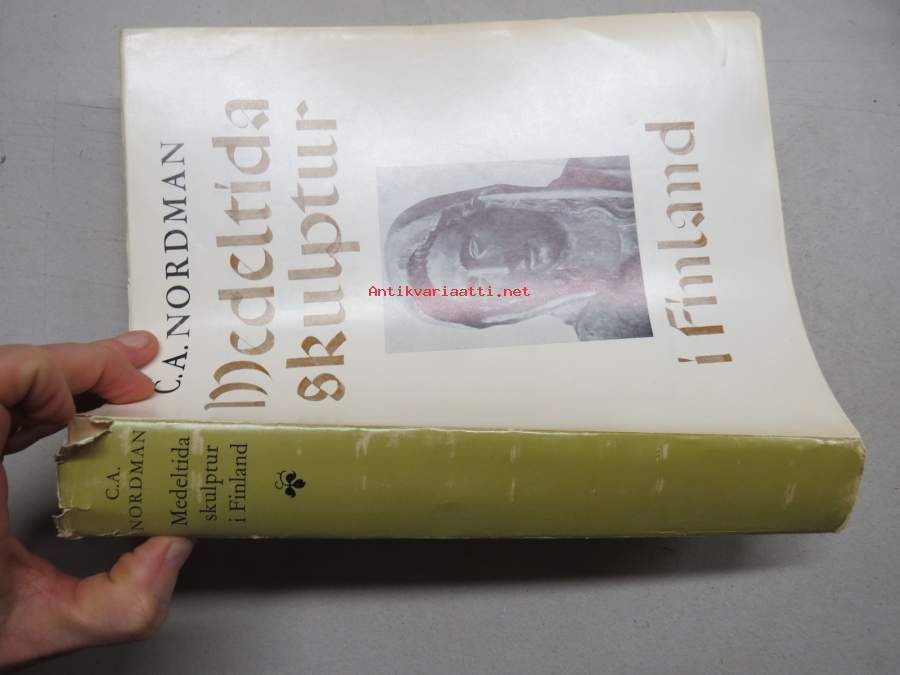 C.A. NORDMAN
Medeltida
skulptur
i Finland
Antikvariaatti.net
C.A.
NORDMAN
Medeltida
skulptur
i Finland